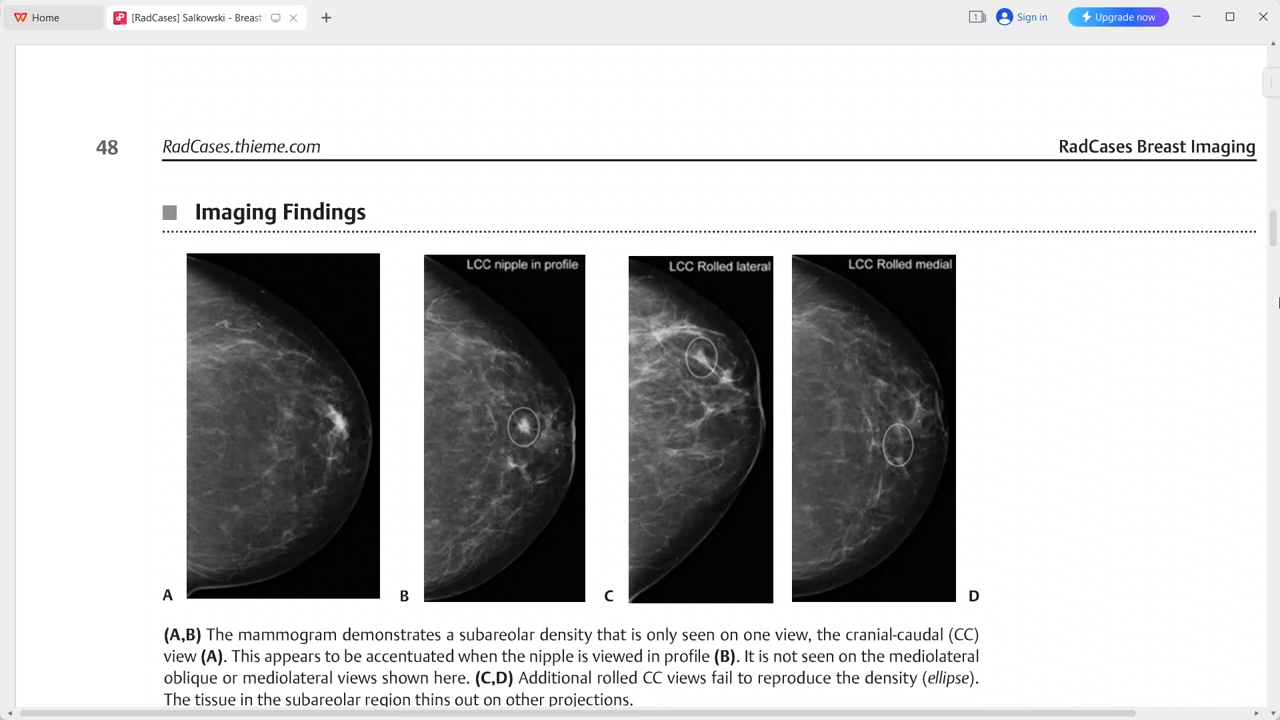 Home
[RadCases] Salkowski - Breast
1
Sign in
Upgrade now
48
RadCases.thieme.com
RadCases Breast Imaging
Imaging Findings
LCC nipple in profile
LCC Rolled lateral
LCC Rolled medial
A
B
C
D
(A,B) The mammogram demonstrates a subareolar density that is only seen on one view, the cranial-caudal (CC)
view (A). This appears to be accentuated when the nipple is viewed in profile (B). It is not seen on the mediolateral
oblique or mediolateral views shown here. (C,D) Additional rolled CC views fail to reproduce the density (ellipse).
The tissue in the subareolar region thins out on other projections.